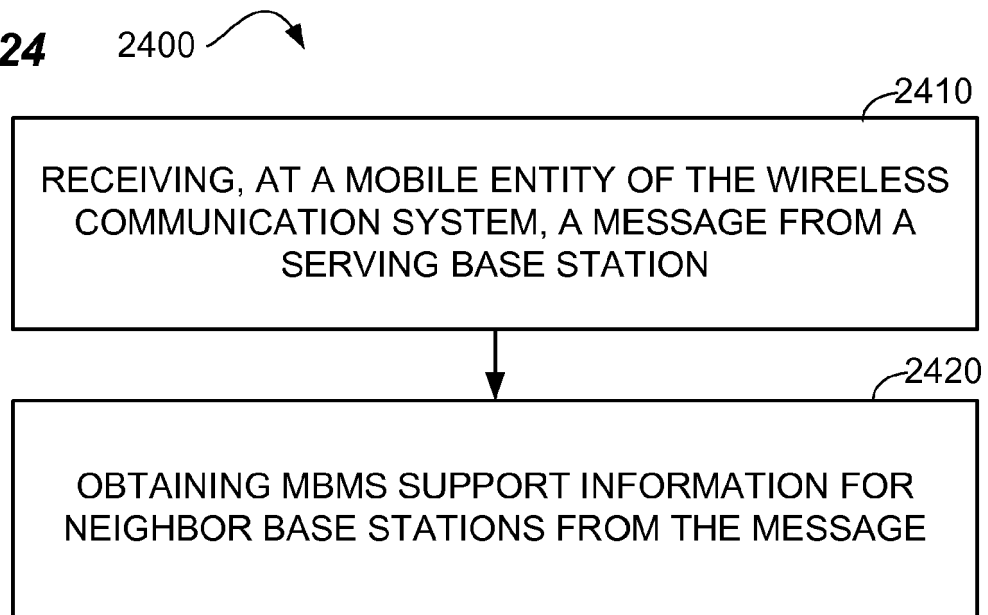 24 2400
2410
RECEIVING, AT A MOBILE ENTITY OF THE WIRELESS
COMMUNICATION SYSTEM, A MESSAGE FROM A
SERVING BASE STATION
2420
OBTAINING MBMS SUPPORT INFORMATION FOR
NEIGHBOR BASE STATIONS FROM THE MESSAGE